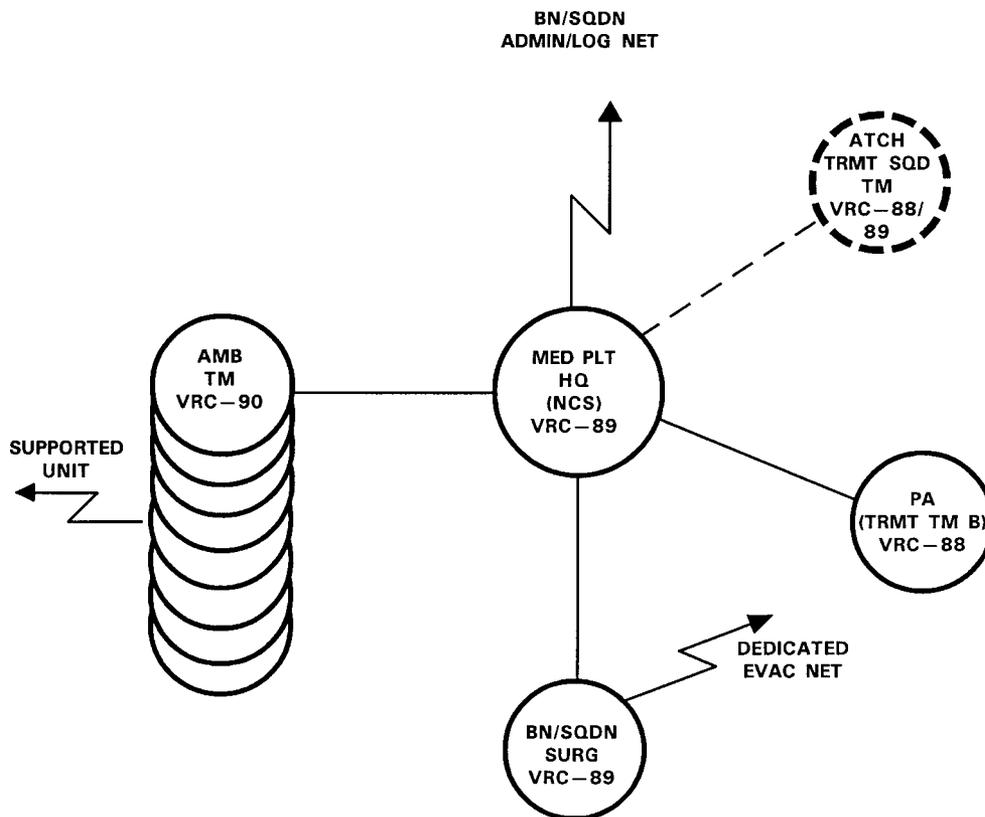 BN/SQDN
ADMIN/LOG NET
ATCH
TRMT SQD
TM
VRC—88/
89
AMB
TM
VRC—90
MED PLT
HQ
(NCS)
VRC—89
SUPPORTED
UNIT
PA
(TRMT TM B)
VRC—88
DEDICATED
EVAC NET
BN/SQDN
SURG
VRC—89